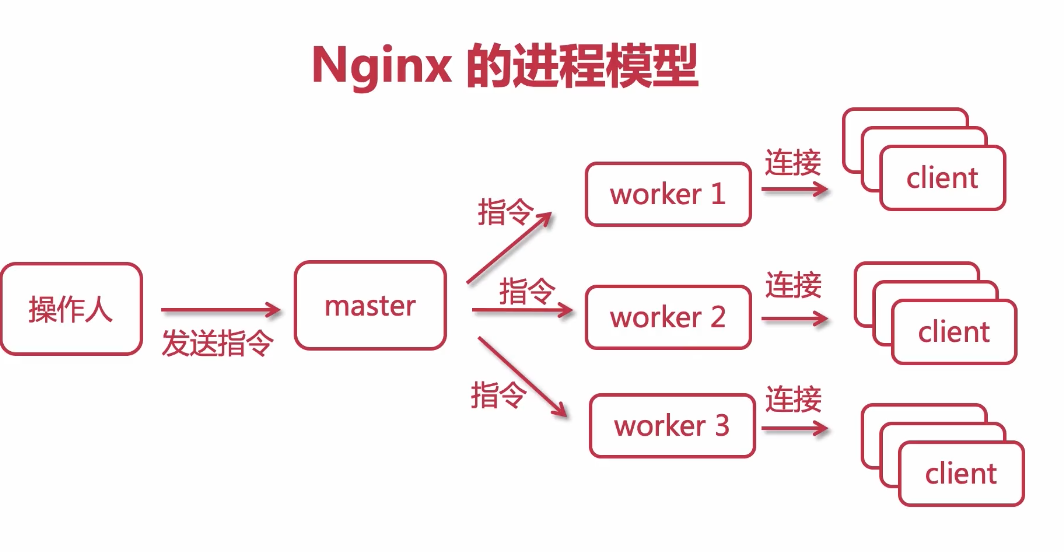 Nginx 的进程模型
操作人
发送指令
master
指令
指令
指令
worker 1
连接
client
worker 2
连接
client
worker 3
连接
client